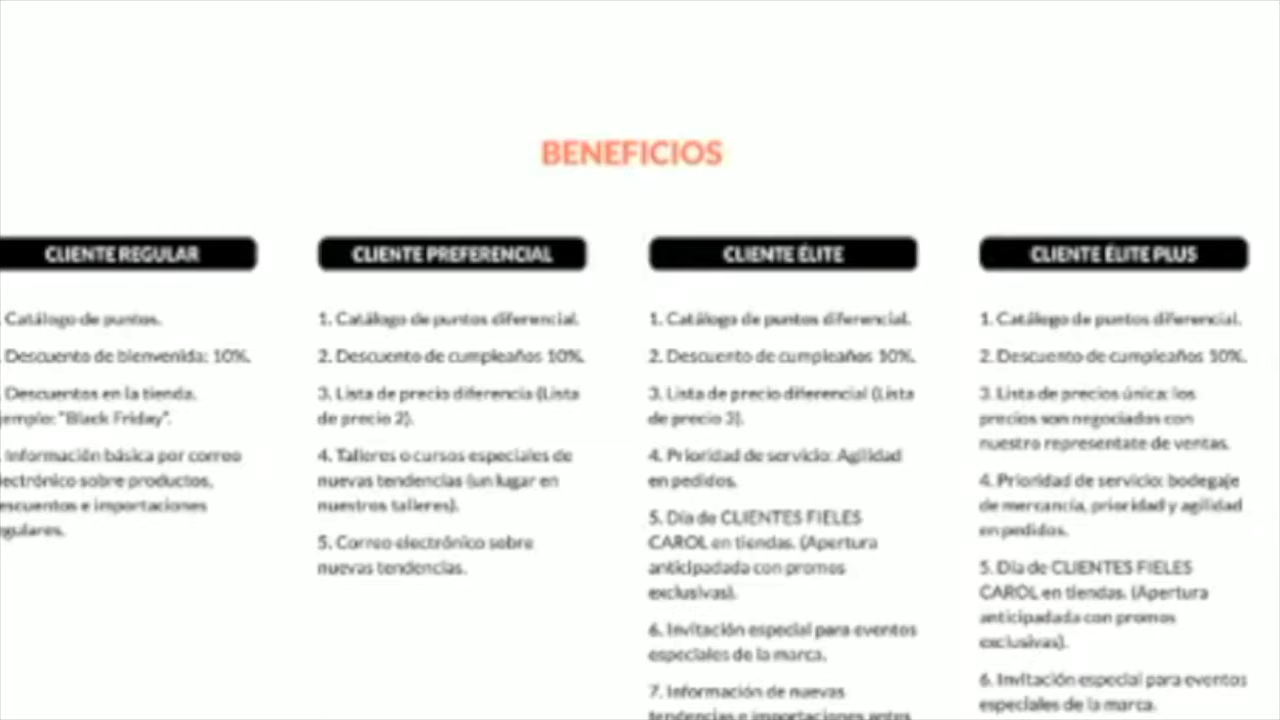 BENEFICIOS
CLIENTE REGULAR
. Catálogo de puntos.
. Descuento de bienvenida: 10%.
. Descuentos en la tienda.
jemplo: "Black Friday".
. Información básica por correo
lectrónico sobre productos,
escuentos e importaciones
egulares.
CLIENTE PREFERENCIAL
1. Catálogo de puntos diferencial.
2. Descuento de cumpleaños 10%.
3. Lista de precio diferencia (Lista
de precio 2).
4. Talleres o cursos especiales de
nuevas tendencias (un lugar en
nuestros talleres).
5. Correo electrónico sobre
nuevas tendencias.
CLIENTE ÉLITE
1. Catálogo de puntos diferencial.
2. Descuento de cumpleaños 10%.
3. Lista de precio diferencial (Lista
de precio 3).
4. Prioridad de servicio: Agilidad
en pedidos.
5. Día de CLIENTES FIELES
CAROL en tiendas. (Apertura
anticipadada con promos
exclusivas).
6. Invitación especial para eventos
especiales de la marca.
7. Información de nuevas
tendencias e importaciones antes
CLIENTE ÉLITE PLUS
1. Catálogo de puntos diferencial.
2. Descuento de cumpleaños 10%.
3. Lista de precios única: los
precios son negociados con
nuestro representate de ventas.
4. Prioridad de servicio: bodegaje
de mercancía, prioridad y agilidad
en pedidos.
5. Día de CLIENTES FIELES
CAROL en tiendas. (Apertura
anticipadada con promos
exclusivas).
6. Invitación especial para eventos
especiales de la marca.